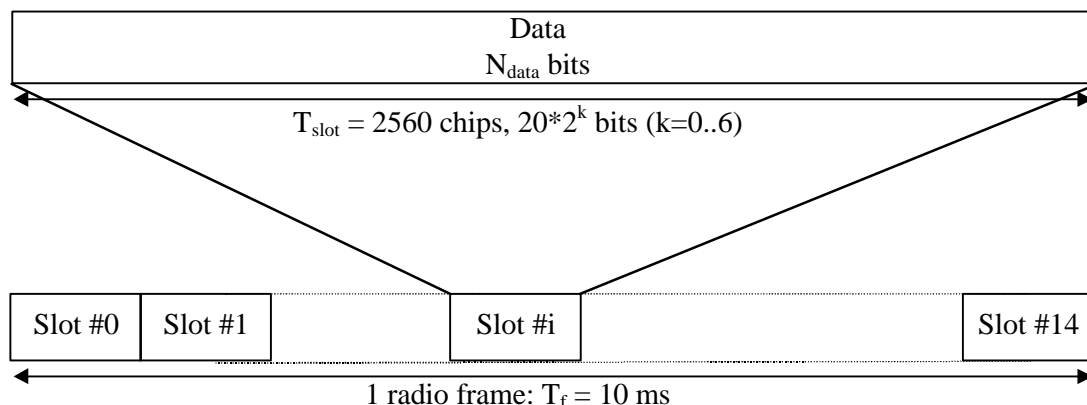 Data
N_data bits
T_slot = 2560 chips, 20*2^k bits (k=0..6)
Slot #0 Slot #1 Slot #i Slot #14
1 radio frame: T_f = 10 ms